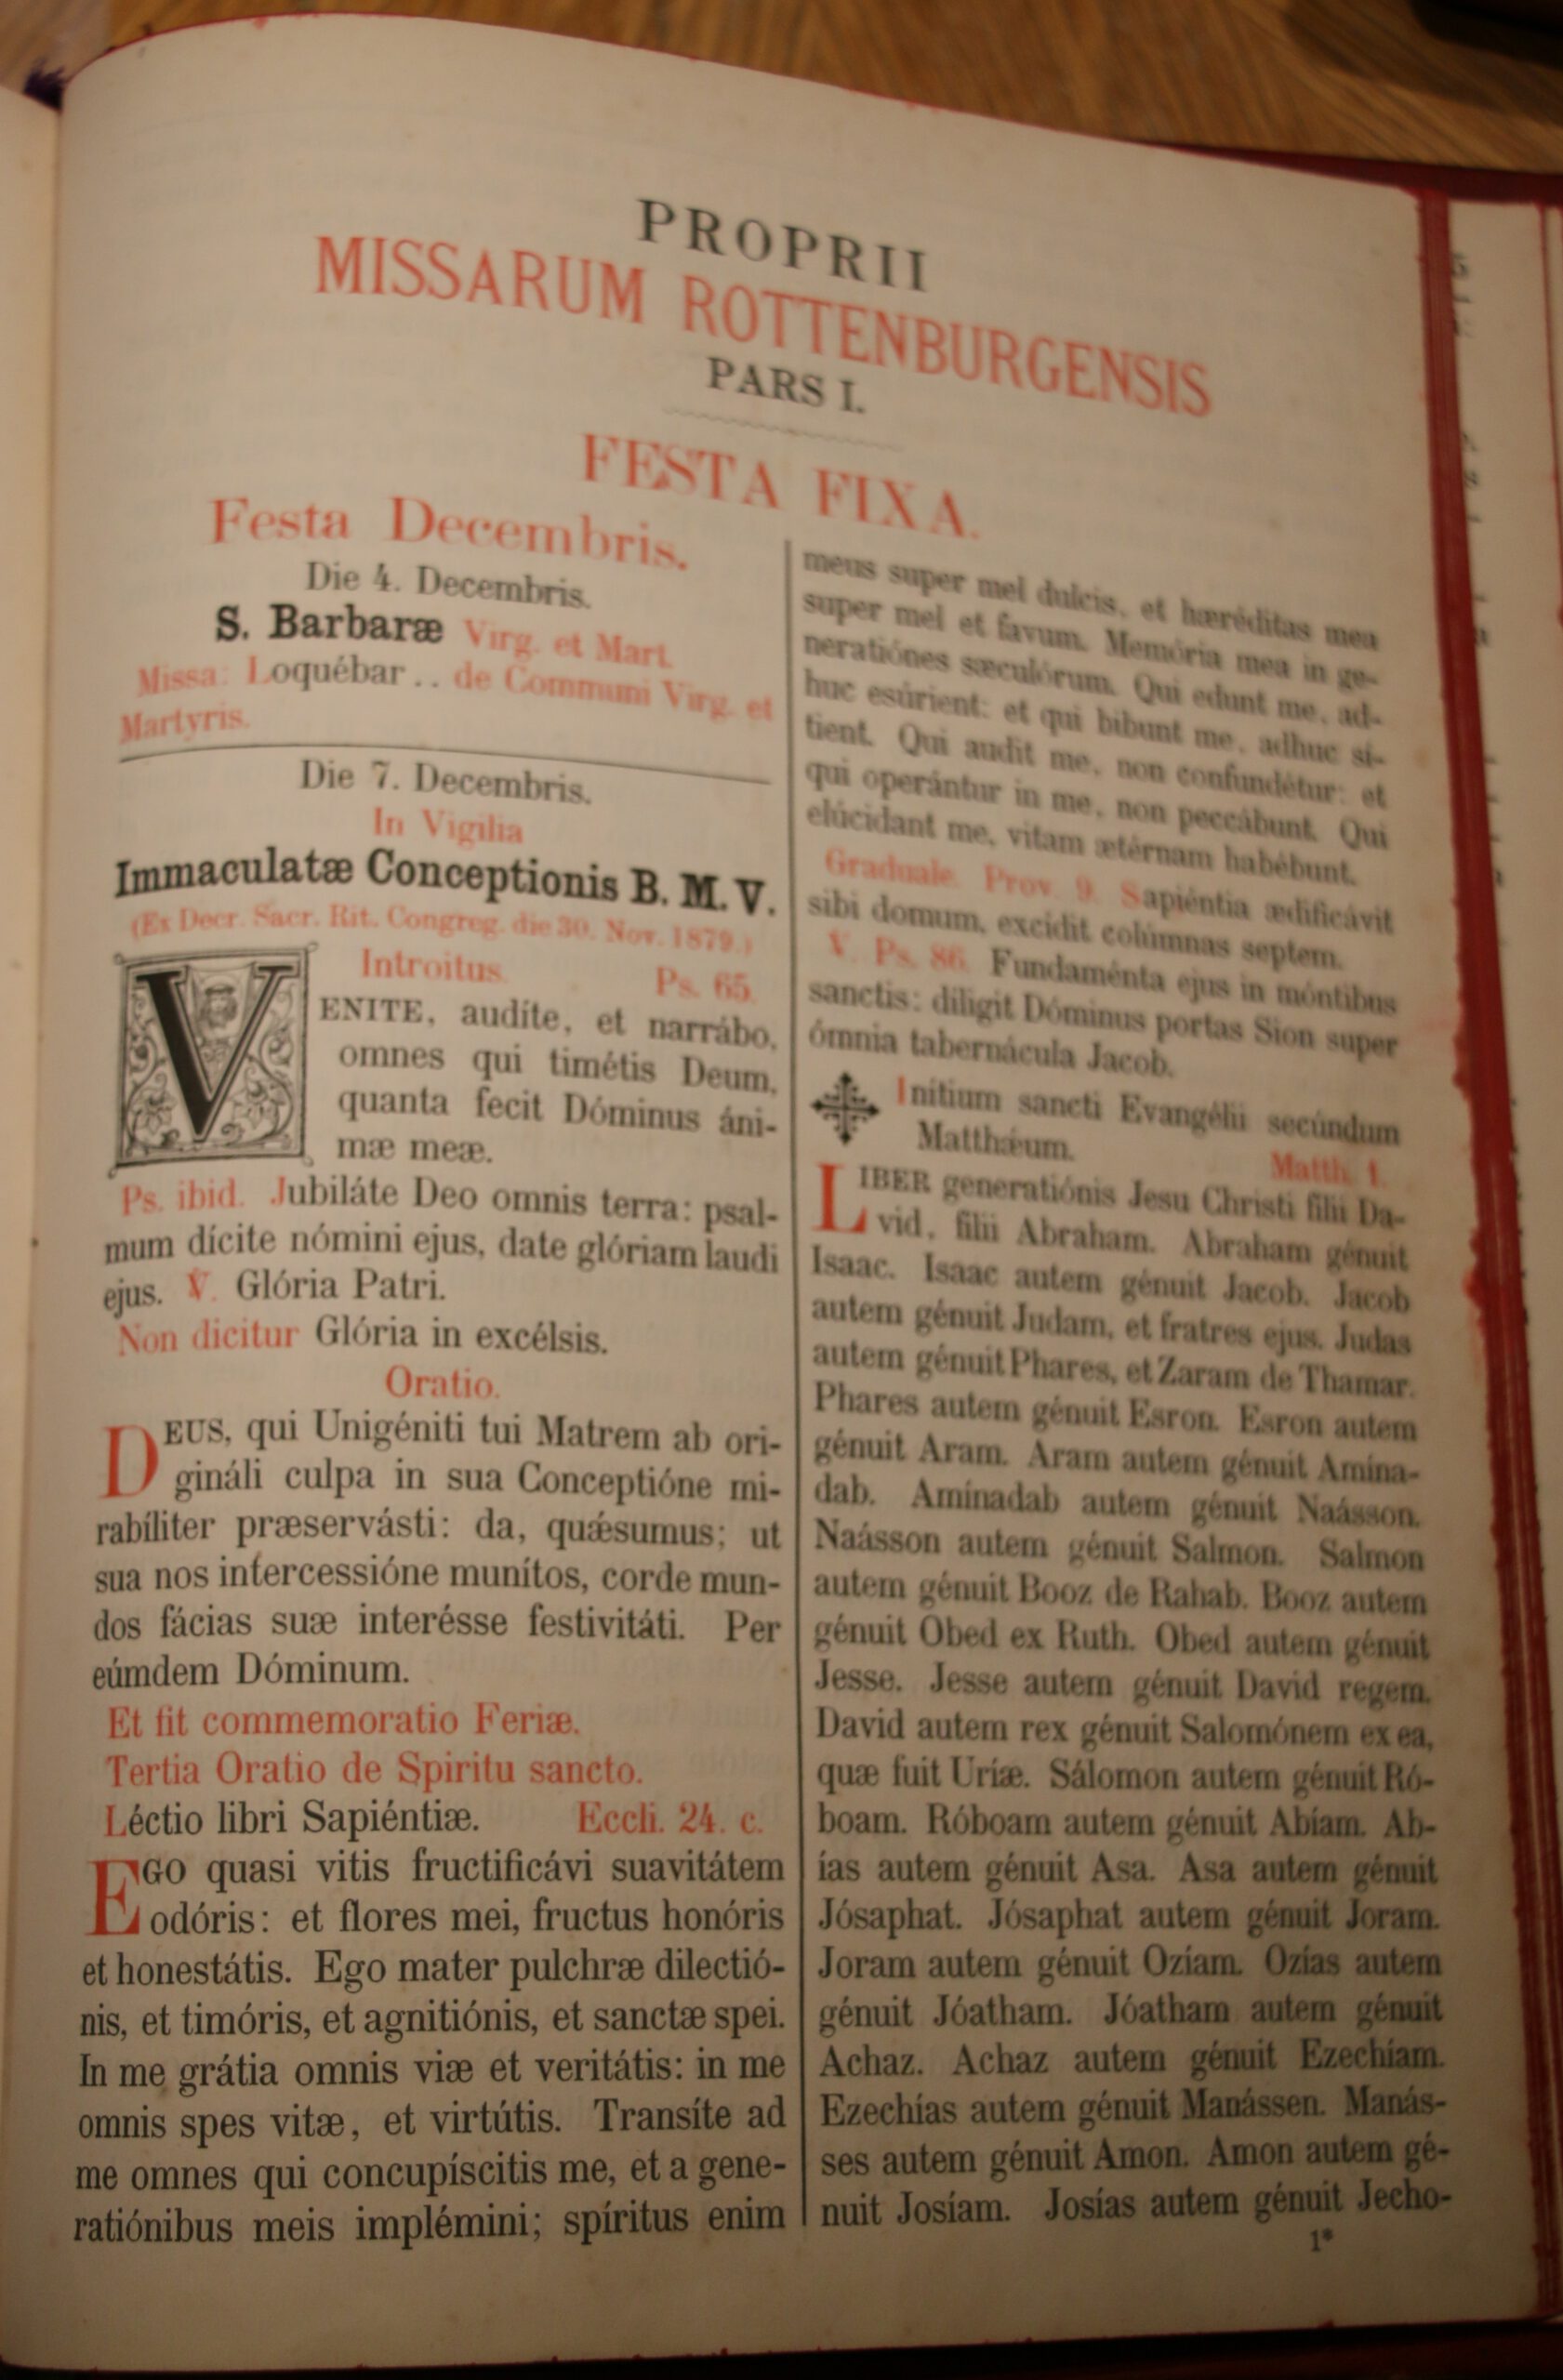 PROPRII
MISSARUM ROTTENBURGENSIS
PARS I.
FESTA FIXA.
Festa Decembris.
Die 4. Decembris.
S. Barbaræ Virg. et Mart.
Missa: Loquébar .. de Communi Virg. et
Martyris.
Die 7. Decembris.
In Vigilia
Immaculatæ Conceptionis B. M. V.
(Ex Decr. Sacr. Rit. Congreg. die 30. Nov. 1879.)
Introitus. Ps. 65.
VENITE, audíte, et narrábo,
omnes qui timétis Deum,
quanta fecit Dóminus áni-
mæ meæ.
Ps. ibid. Jubiláte Deo omnis terra: psal-
mum dícite nómini ejus, date glóriam laudi
ejus. ℣. Glória Patri.
Non dicitur Glória in excélsis.
Oratio.
DEUS, qui Unigéniti tui Matrem ab ori-
gináli culpa in sua Conceptióne mi-
rabíliter præservásti: da, quǽsumus; ut
sua nos intercessióne munítos, corde mun-
dos fácias suæ interésse festivitáti. Per
eúmdem Dóminum.
Et fit commemoratio Feriæ.
Tertia Oratio de Spiritu sancto.
Léctio libri Sapiéntiæ. Eccli. 24. c.
EGO quasi vitis fructificávi suavitátem
odóris: et flores mei, fructus honóris
et honestátis. Ego mater pulchræ dilectió-
nis, et timóris, et agnitiónis, et sanctæ spei.
In me grátia omnis viæ et veritátis: in me
omnis spes vitæ, et virtútis. Transíte ad
me omnes qui concupíscitis me, et a gene-
ratiónibus meis implémini; spíritus enim
meus super mel dulcis, et hæréditas mea
super mel et favum. Memória mea in ge-
neratiónes sæculórum. Qui edunt me, ad-
huc esúrient: et qui bibunt me, adhuc sí-
tient. Qui audit me, non confundétur: et
qui operántur in me, non peccábunt. Qui
elúcidant me, vitam ætérnam habébunt.
Graduale. Prov. 9. Sapiéntia ædificávit
sibi domum, excídit colúmnas septem.
℣. Ps. 86. Fundaménta ejus in móntibus
sanctis: díligit Dóminus portas Sion super
ómnia tabernácula Jacob.
Initium sancti Evangélii secúndum
Matthǽum. Matth. 1.
LIBER generatiónis Jesu Christi filii Da-
vid, filii Abraham. Abraham génuit
Isaac. Isaac autem génuit Jacob. Jacob
autem génuit Judam, et fratres ejus. Judas
autem génuit Phares, et Zaram de Thamar.
Phares autem génuit Esron. Esron autem
génuit Aram. Aram autem génuit Amína-
dab. Amínadab autem génuit Naásson.
Naásson autem génuit Salmon. Salmon
autem génuit Booz de Rahab. Booz autem
génuit Obed ex Ruth. Obed autem génuit
Jesse. Jesse autem génuit David regem.
David autem rex génuit Salomónem ex ea,
quæ fuit Uríæ. Sálomon autem génuit Ró-
boam. Róboam autem génuit Abíam. Ab-
ías autem génuit Asa. Asa autem génuit
Jósaphat. Jósaphat autem génuit Joram.
Joram autem génuit Ozíam. Ozías autem
génuit Jóatham. Jóatham autem génuit
Achaz. Achaz autem génuit Ezechíam.
Ezechías autem génuit Manássen. Manás-
ses autem génuit Amon. Amon autem gé-
nuit Josíam. Josías autem génuit Jecho-
1*